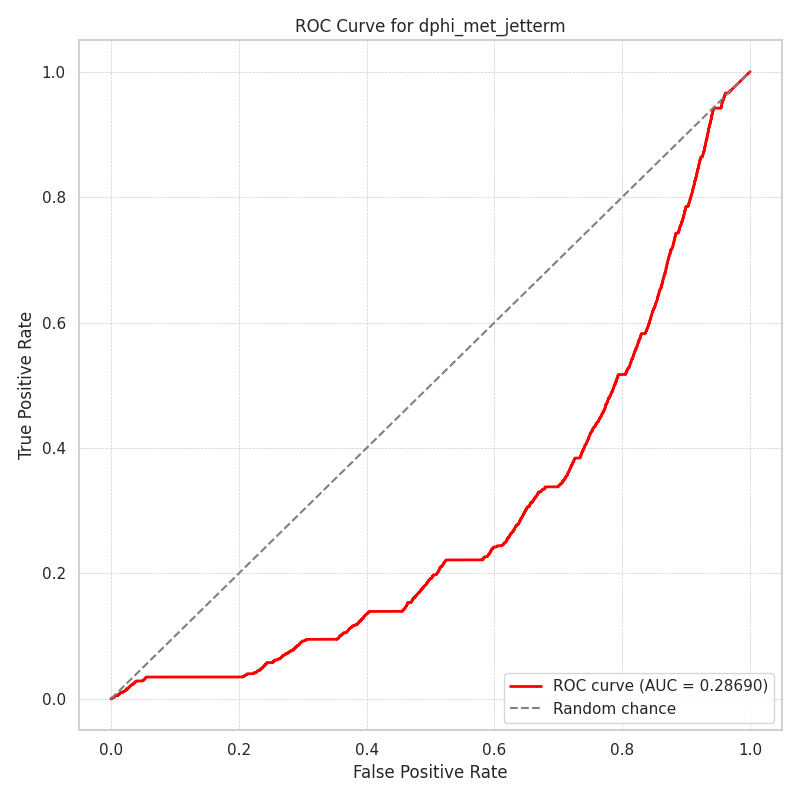 ROC Curve for dphi_met_jetterm
1.0
0.8
0.6
0.4
0.2
0.0
True Positive Rate
ROC curve (AUC = 0.28690)
Random chance
0.0 0.2 0.4 0.6 0.8 1.0
False Positive Rate